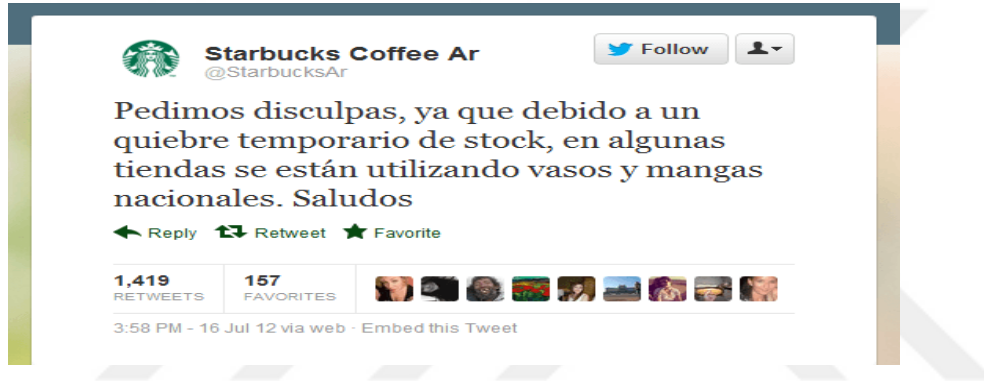 Starbucks Coffee Ar
@StarbucksAr
Follow
Pedimos disculpas, ya que debido a un
quiebre temporario de stock, en algunas
tiendas se están utilizando vasos y mangas
nacionales. Saludos
Reply Retweet Favorite
1,419 157
RETWEETS FAVORITES
3:58 PM - 16 Jul 12 via web · Embed this Tweet